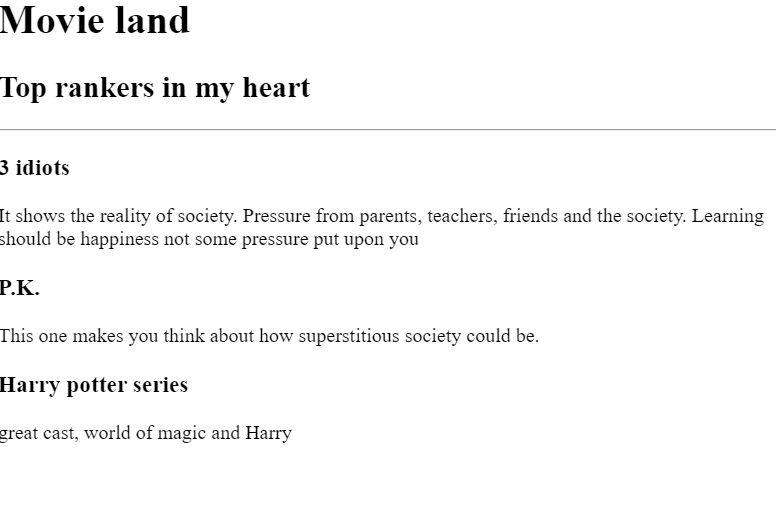 Movie land
Top rankers in my heart
3 idiots
It shows the reality of society. Pressure from parents, teachers, friends and the society. Learning
should be happiness not some pressure put upon you
P.K.
This one makes you think about how superstitious society could be.
Harry potter series
great cast, world of magic and Harry